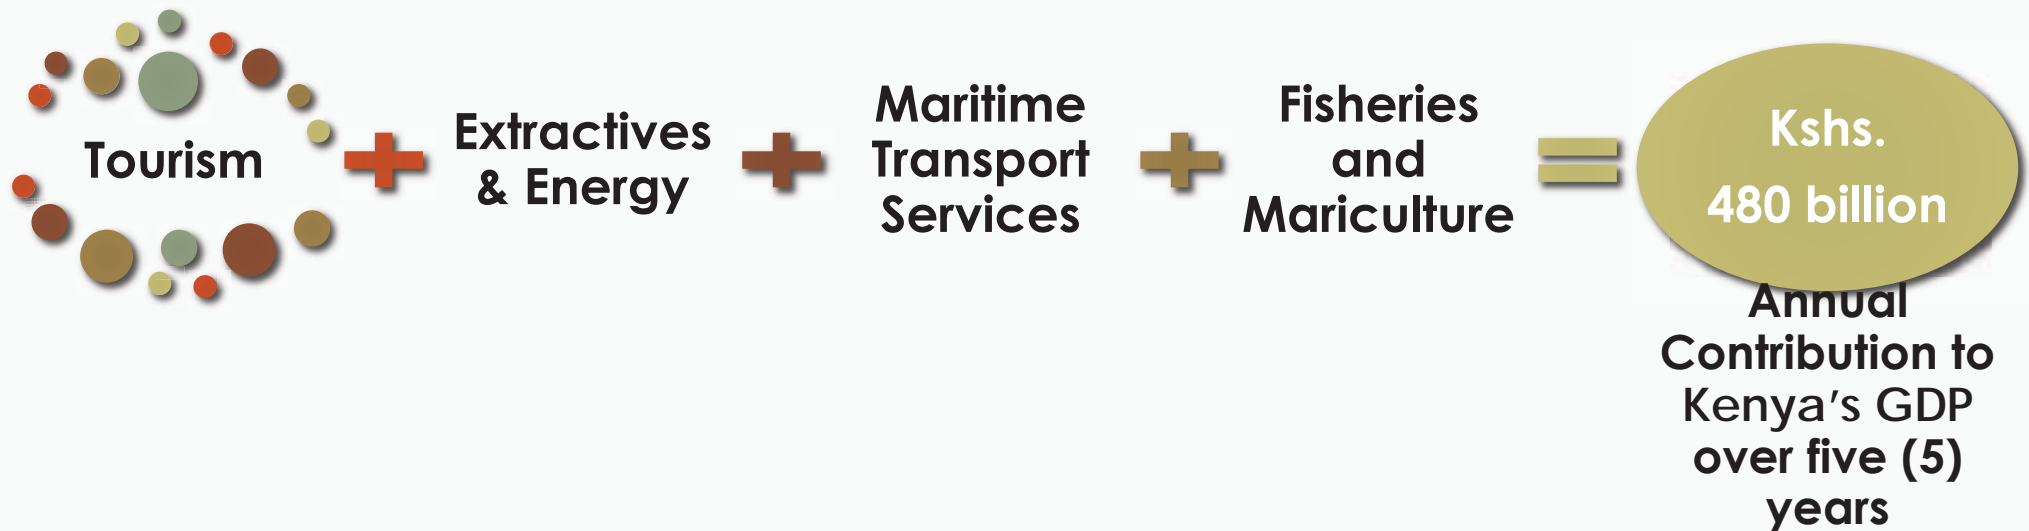 Tourism
Extractives
& Energy
Maritime
Transport
Services
Fisheries
and
Mariculture
Kshs.
480 billion
Annual
Contribution to
Kenya’s GDP
over five (5)
years